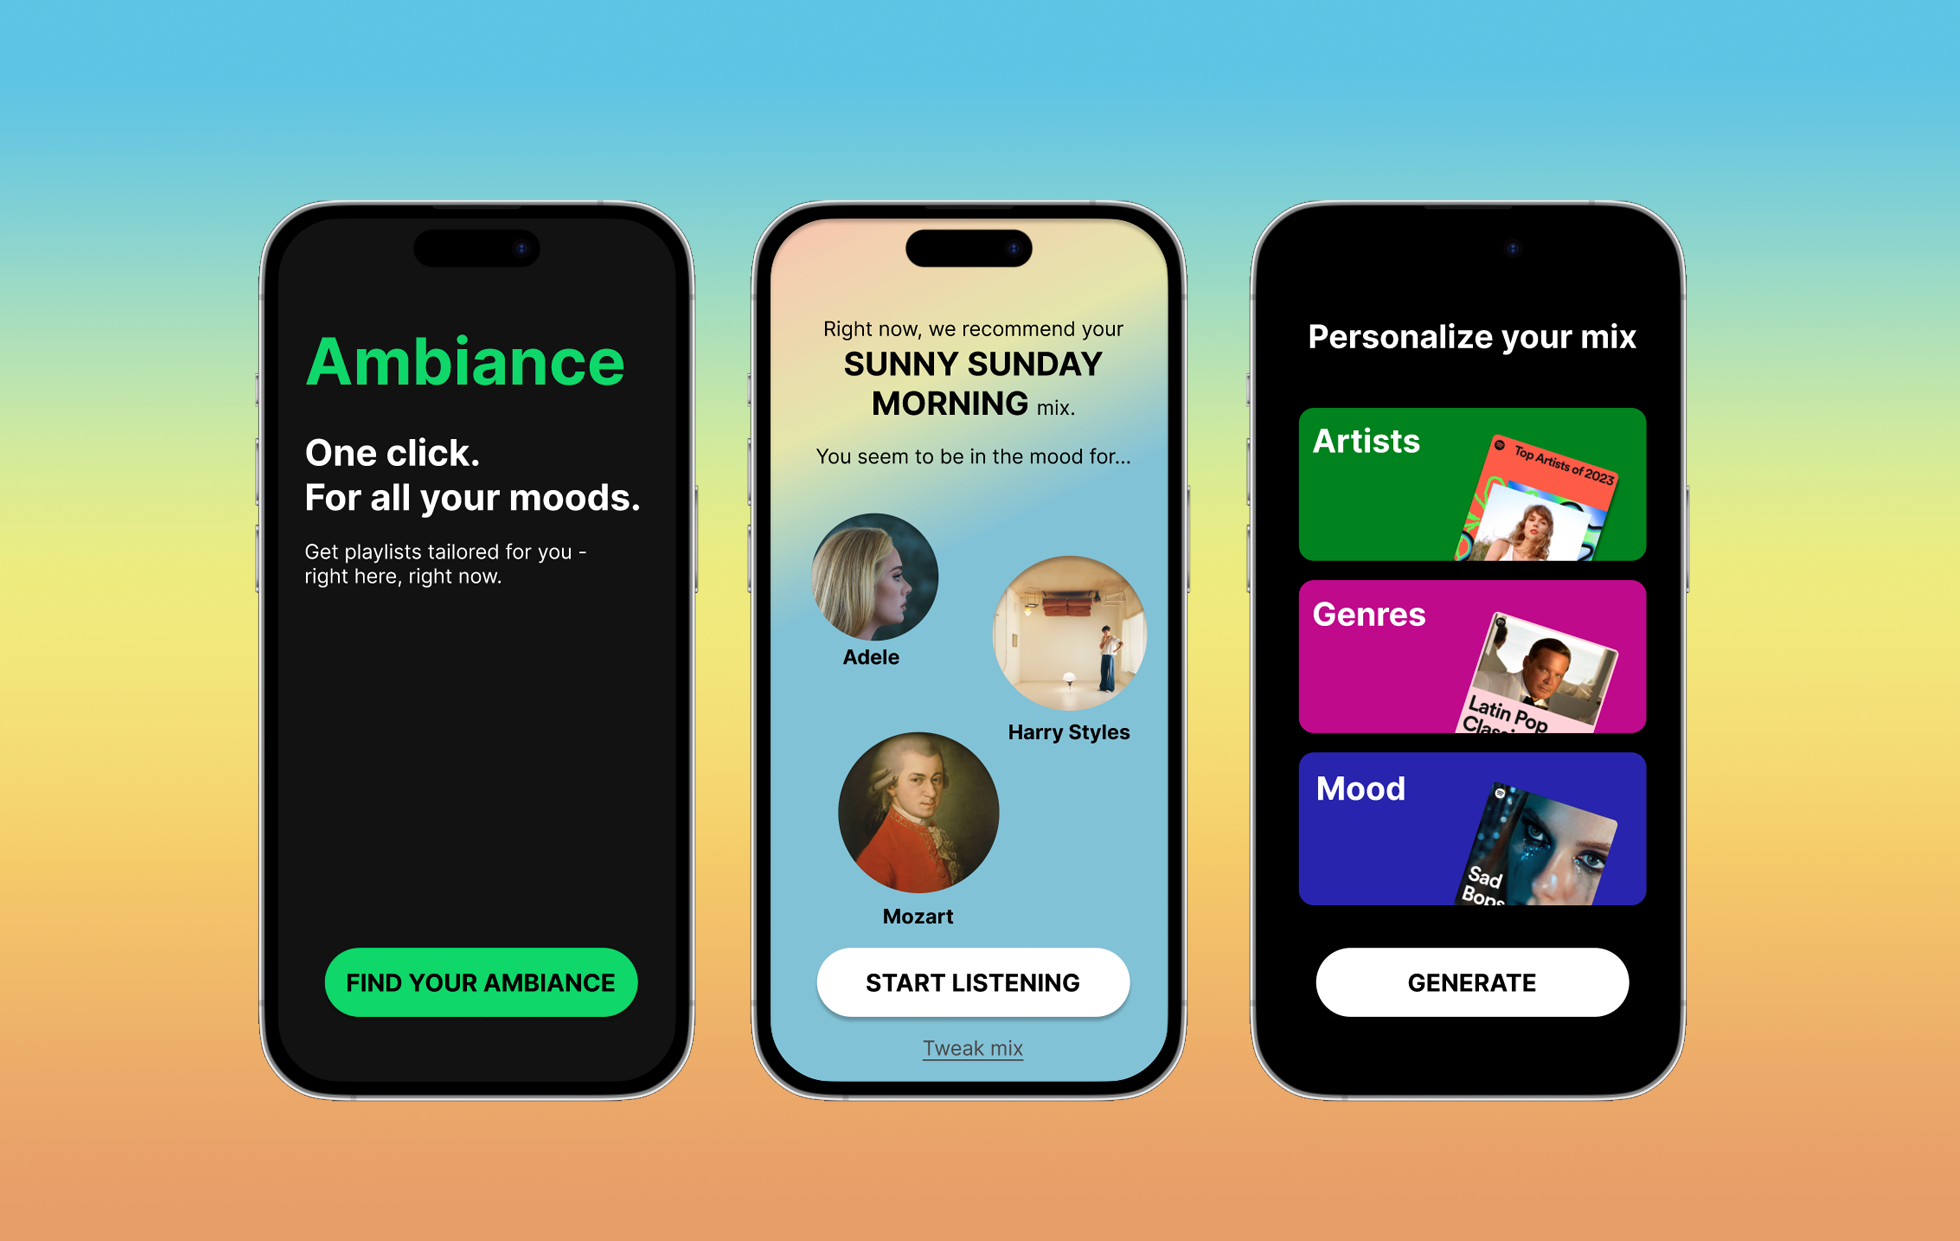 Ambiance
One click.
For all your moods.
Get playlists tailored for you -
right here, right now.
FIND YOUR AMBIANCE
Right now, we recommend your
SUNNY SUNDAY
MORNING mix.
You seem to be in the mood for...
Adele
Harry Styles
Mozart
START LISTENING
Tweak mix
Personalize your mix
Artists
Top Artists of 2023
Genres
Latin Pop
Mood
Sad
Bops
GENERATE